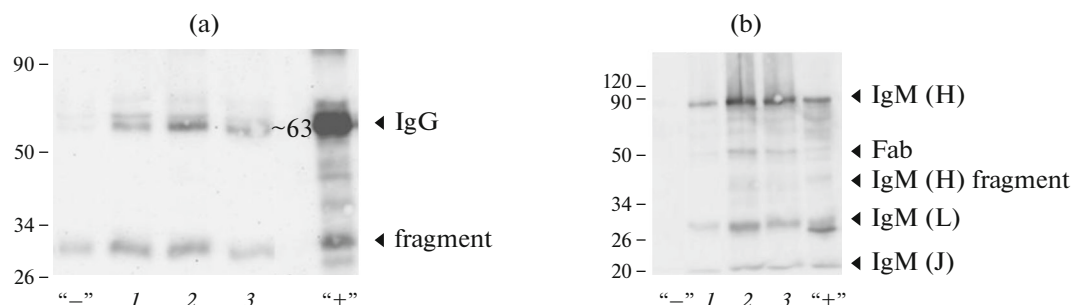 (a)
90
50
34
26
~63
IgG
fragment
“–” 1 2 3 “+”
(b)
120
90
50
34
26
20
IgM (H)
Fab
IgM (H) fragment
IgM (L)
IgM (J)
“–” 1 2 3 “+”